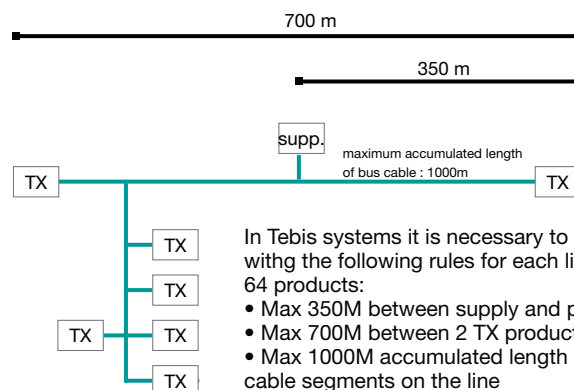 700 m
350 m
supp.
maximum accumulated length
of bus cable : 1000m
TX
TX
TX
In Tebis systems it is necessary to
withg the following rules for each
64 products:
TX
• Max 350M between supply and
TX
TX
• Max 700M between 2 TX
• Max 1000M accumulated length
TX
cable segments on the line